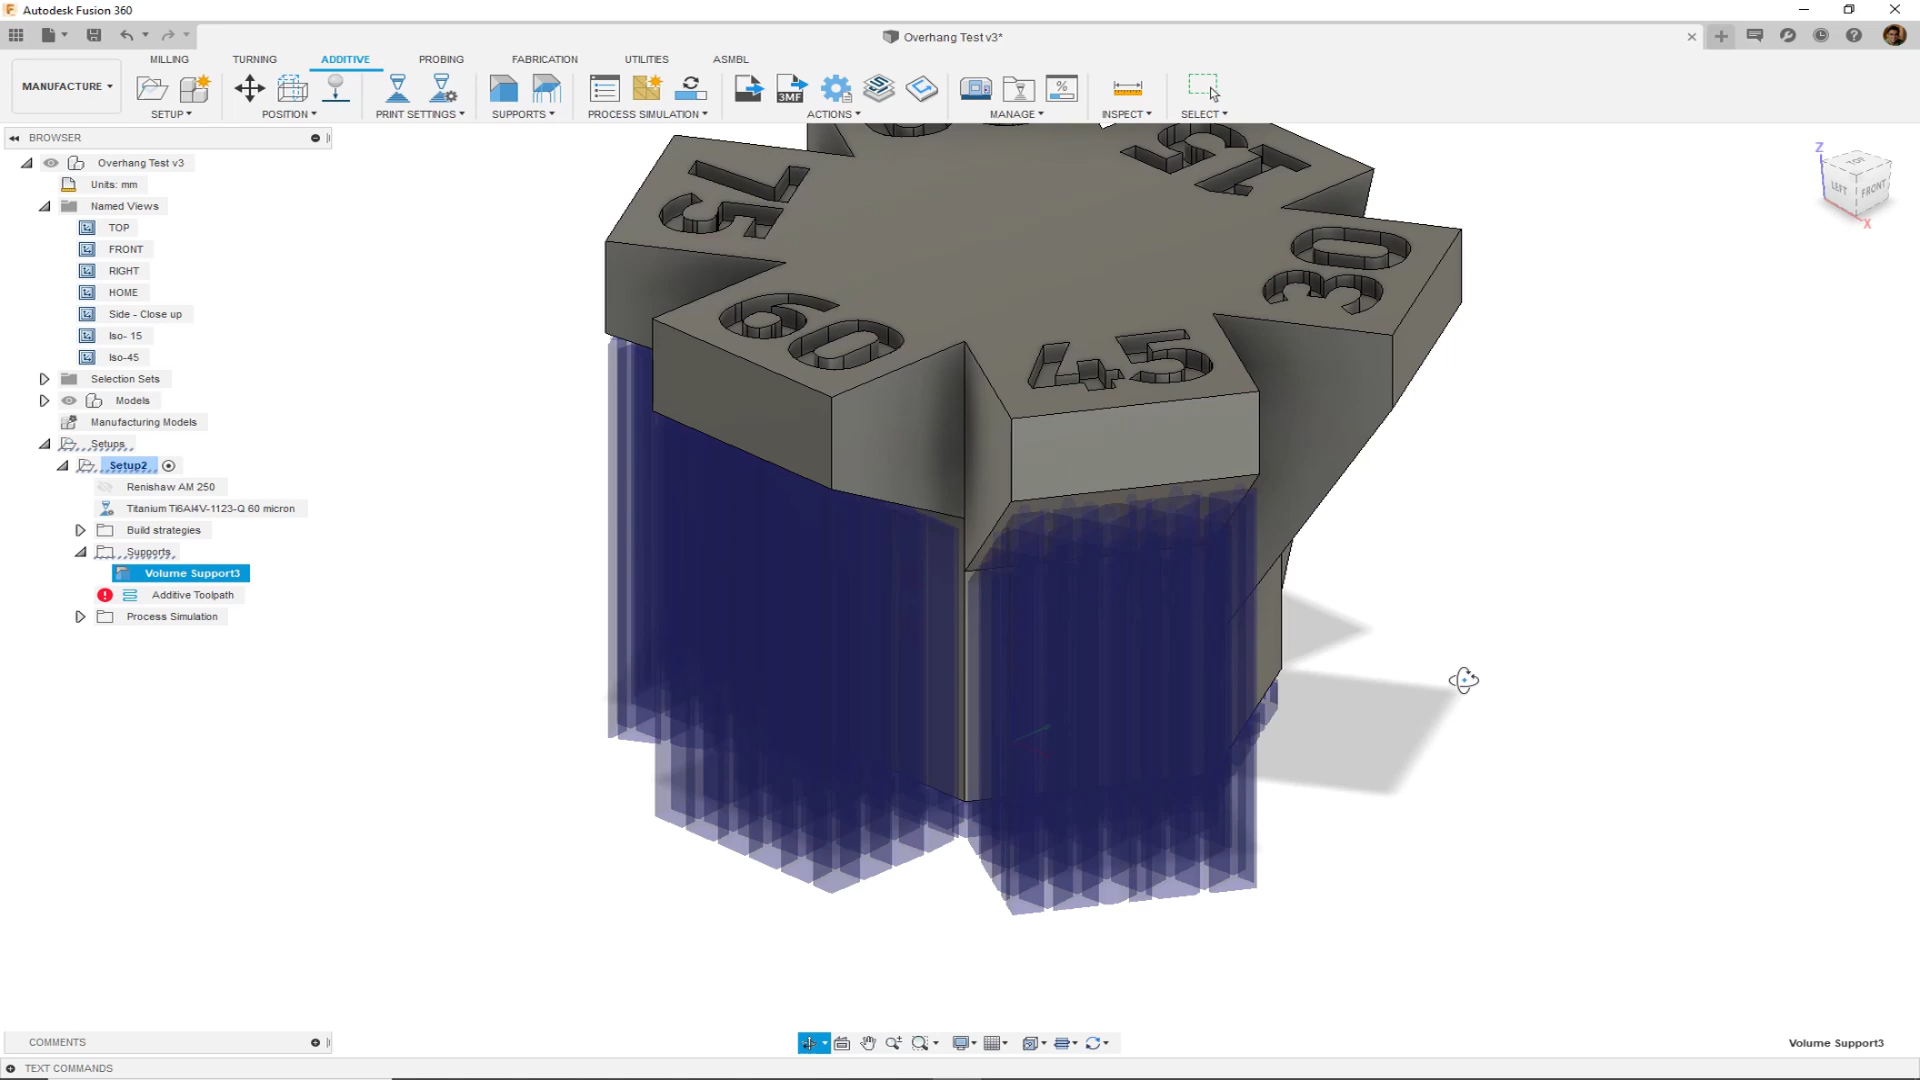 Autodesk Fusion 360
Overhang Test v3*
MANUFACTURE
MILLING
TURNING
ADDITIVE
PROBING
FABRICATION
UTILITIES
ASMBL
3MF
%
SETUP
POSITION
PRINT SETTINGS
SUPPORTS
PROCESS SIMULATION
ACTIONS
MANAGE
INSPECT
SELECT
BROWSER
Overhang Test v3
Units: mm
Named Views
TOP
FRONT
RIGHT
HOME
Side - Close up
Iso- 15
Iso-45
Selection Sets
Models
Manufacturing Models
Setups
Setup2
Renishaw AM 250
Titanium Ti6Al4V-1123-Q 60 micron
Build strategies
Supports
Volume Support3
Additive Toolpath
Process Simulation
75
60
45
30
15
Z
TOP
LEFT
FRONT
X
COMMENTS
Volume Support3
TEXT COMMANDS